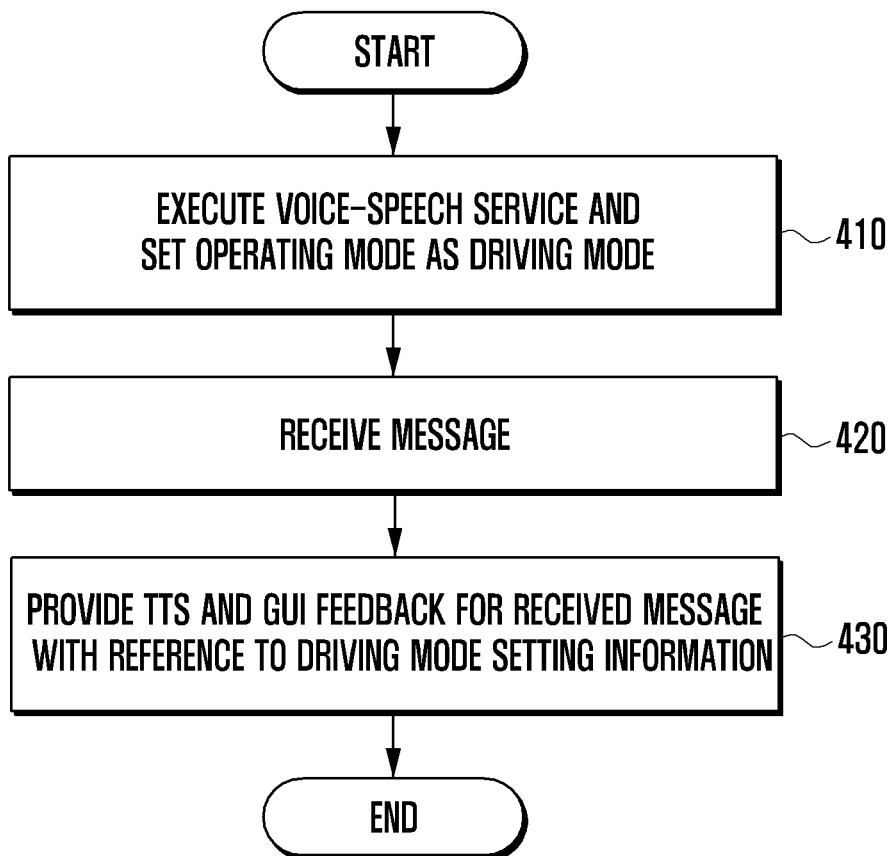 START
EXECUTE VOICE-SPEECH SERVICE AND
SET OPERATING MODE AS DRIVING MODE
410
RECEIVE MESSAGE
420
PROVIDE TTS AND GUI FEEDBACK FOR RECEIVED MESSAGE
WITH REFERENCE TO DRIVING MODE SETTING INFORMATION
430
END